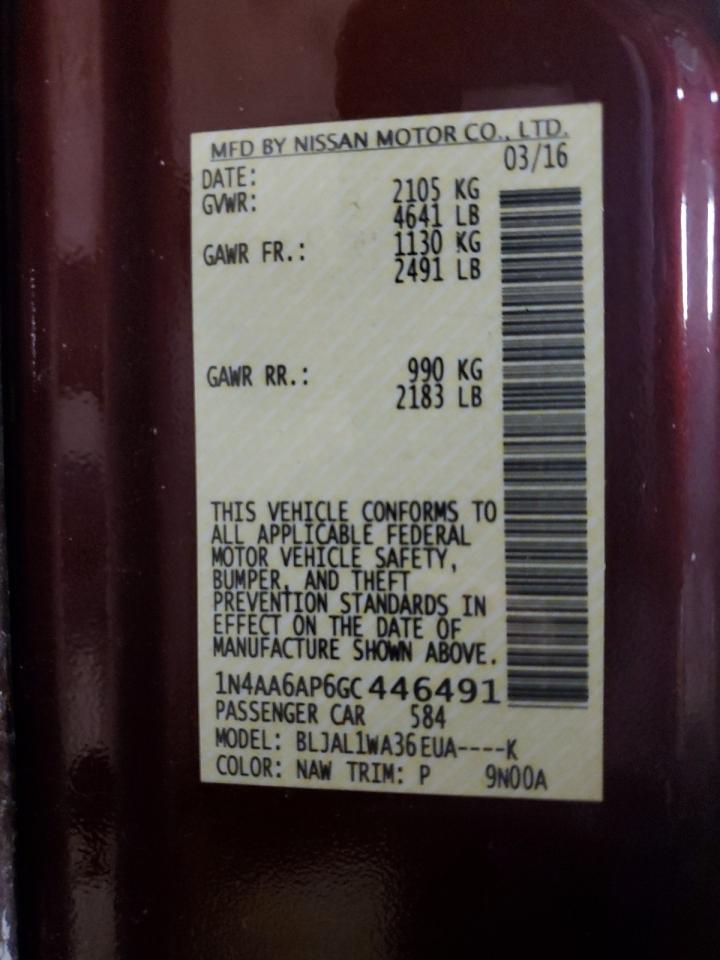 MFD BY NISSAN MOTOR CO., LTD.
DATE: 03/16
GVWR: 2105 KG
4641 LB
GAWR FR.: 1130 KG
2491 LB
GAWR RR.: 990 KG
2183 LB
THIS VEHICLE CONFORMS TO
ALL APPLICABLE FEDERAL
MOTOR VEHICLE SAFETY,
BUMPER, AND THEFT
PREVENTION STANDARDS IN
EFFECT ON THE DATE OF
MANUFACTURE SHOWN ABOVE.
1N4AA6AP6GC446491
PASSENGER CAR 584
MODEL: BLJAL1WA36EUA----K
COLOR: NAW TRIM: P 9N00A